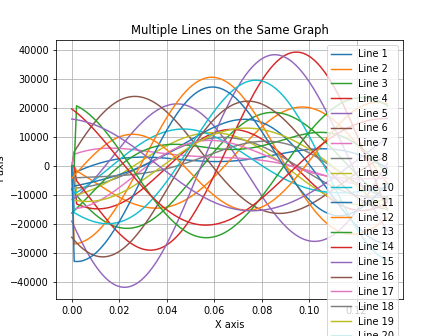 Multiple Lines on the Same Graph
40000
30000
20000
10000
0
−10000
−20000
−30000
−40000
0.00
0.02
0.04
0.06
0.08
0.10
X axis
Line 1
Line 2
Line 3
Line 4
Line 5
Line 6
Line 7
Line 8
Line 9
Line 10
Line 11
Line 12
Line 13
Line 14
Line 15
Line 16
Line 17
Line 18
Line 19
Line 20